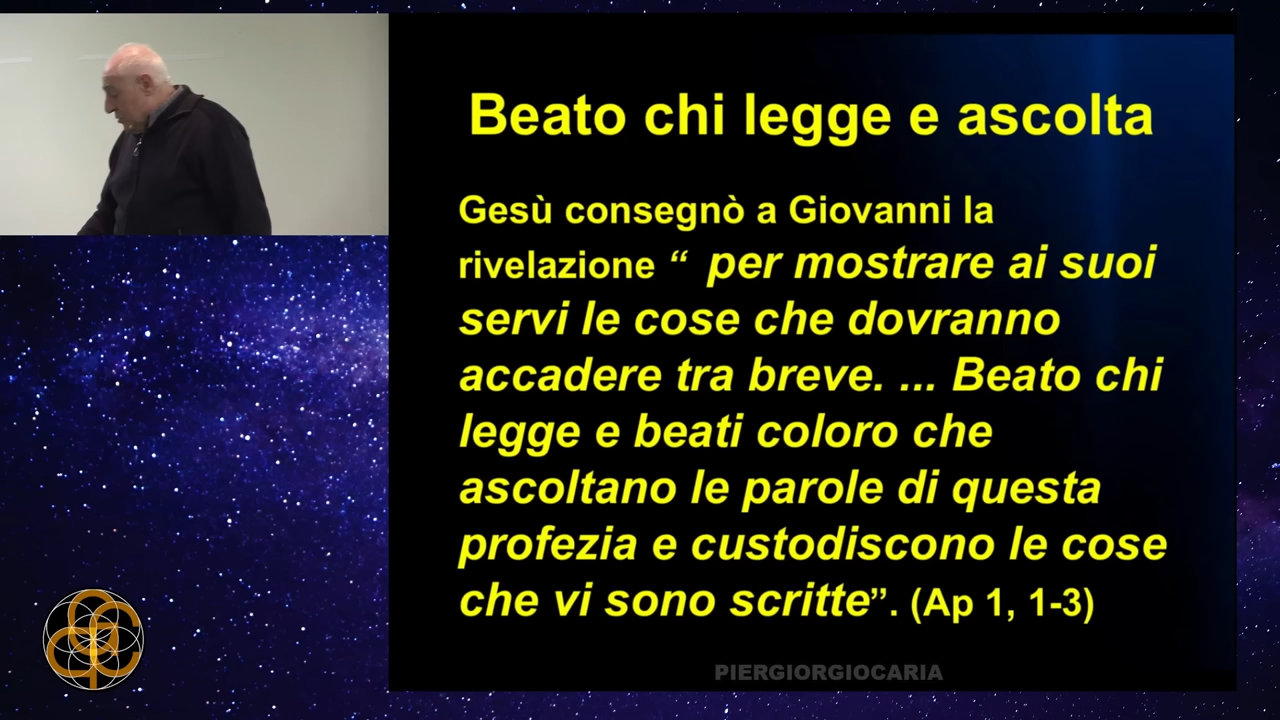 Beato chi legge e ascolta
Gesù consegnò a Giovanni la
rivelazione “ per mostrare ai suoi
servi le cose che dovranno
accadere tra breve. ... Beato chi
legge e beati coloro che
ascoltano le parole di questa
profezia e custodiscono le cose
che vi sono scritte”. (Ap 1, 1-3)
PIERGIORGIOCARIA